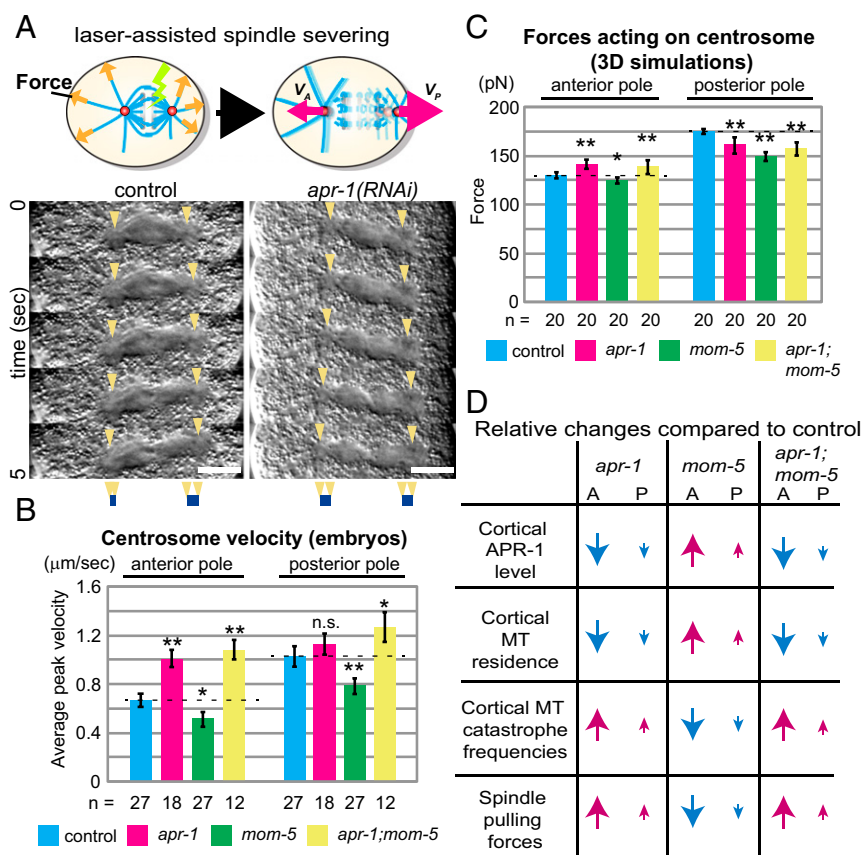 A
laser-assisted spindle severing
Force
VA
VP
control
apr-1(RNAi)
0
time (sec)
5
B
Centrosome velocity (embryos)
(μm/sec)
anterior pole
posterior pole
1.6
1.2
0.8
0.4
0
Average peak velocity
**
*
**
n.s.
**
*
n =
27
18
27
12
27
18
27
12
control
apr-1
mom-5
apr-1;mom-5
C
Forces acting on centrosome
(3D simulations)
(pN)
anterior pole
posterior pole
200
150
100
50
0
Force
**
*
**
**
**
**
n =
20
20
20
20
20
20
20
20
control
apr-1
mom-5
apr-1;
mom-5
D
Relative changes compared to control
apr-1
mom-5
apr-1;
mom-5
A
P
A
P
A
P
Cortical
APR-1
level
Cortical
MT
residence
Cortical MT
catastrophe
frequencies
Spindle
pulling
forces